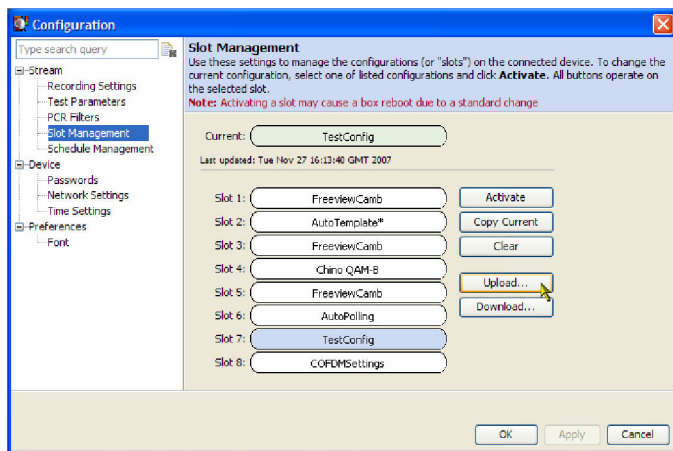 Configuration
Type search query
Stream
Recording Settings
Test Parameters
PCR Filters
Slot Management
Schedule Management
Device
Passwords
Network Settings
Time Settings
Preferences
Font
Slot Management
Use these settings to manage the configurations (or "slots") on the connected device. To change the
current configuration, select one of listed configurations and click Activate. All buttons operate on
the selected slot.
Note: Activating a slot may cause a box reboot due to a standard change
Current: TestConfig
Last updated: Tue Nov 27 16:13:40 GMT 2007
Slot 1: FreeviewCamb Activate
Slot 2: AutoTemplate* Copy Current
Slot 3: FreeviewCamb Clear
Slot 4: Chino QAM-B
Slot 5: FreeviewCamb Upload...
Slot 6: AutoPolling Download...
Slot 7: TestConfig
Slot 8: COFDMSettings
OK Apply Cancel